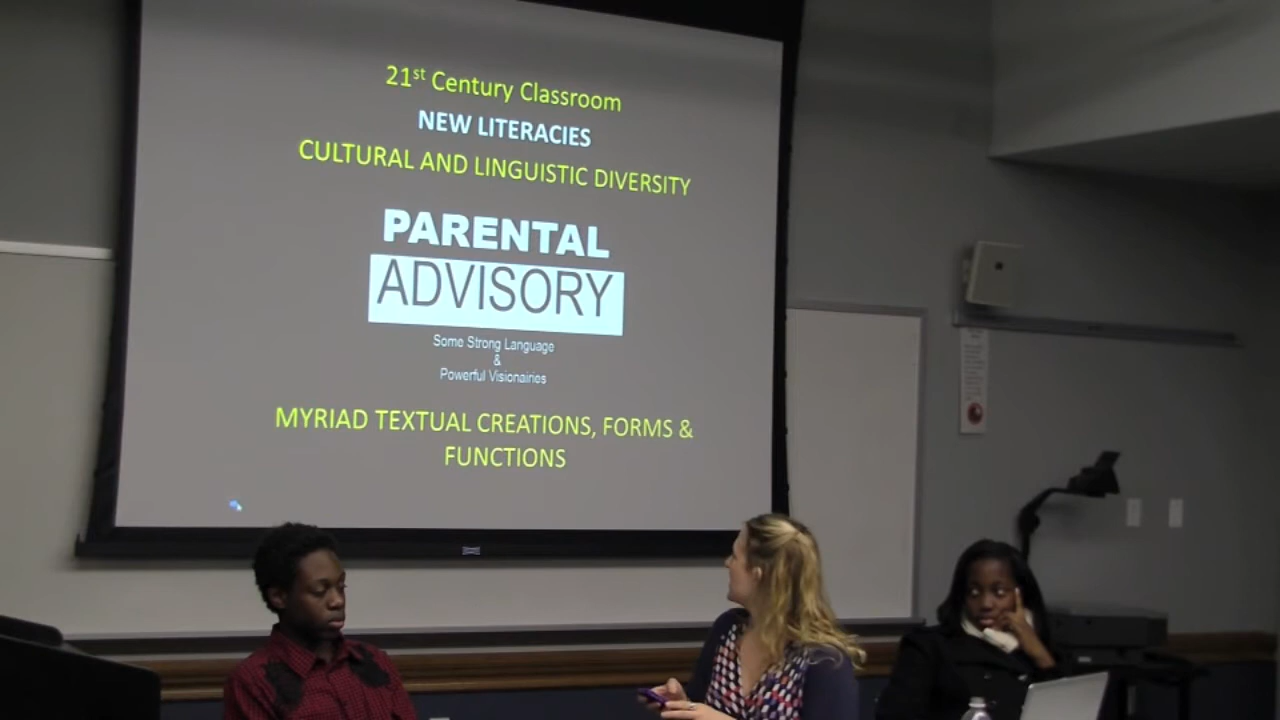 21st Century Classroom
NEW LITERACIES
CULTURAL AND LINGUISTIC DIVERSITY
PARENTAL
ADVISORY
Some Strong Language
&
Powerful Visionairies
MYRIAD TEXTUAL CREATIONS, FORMS &
FUNCTIONS